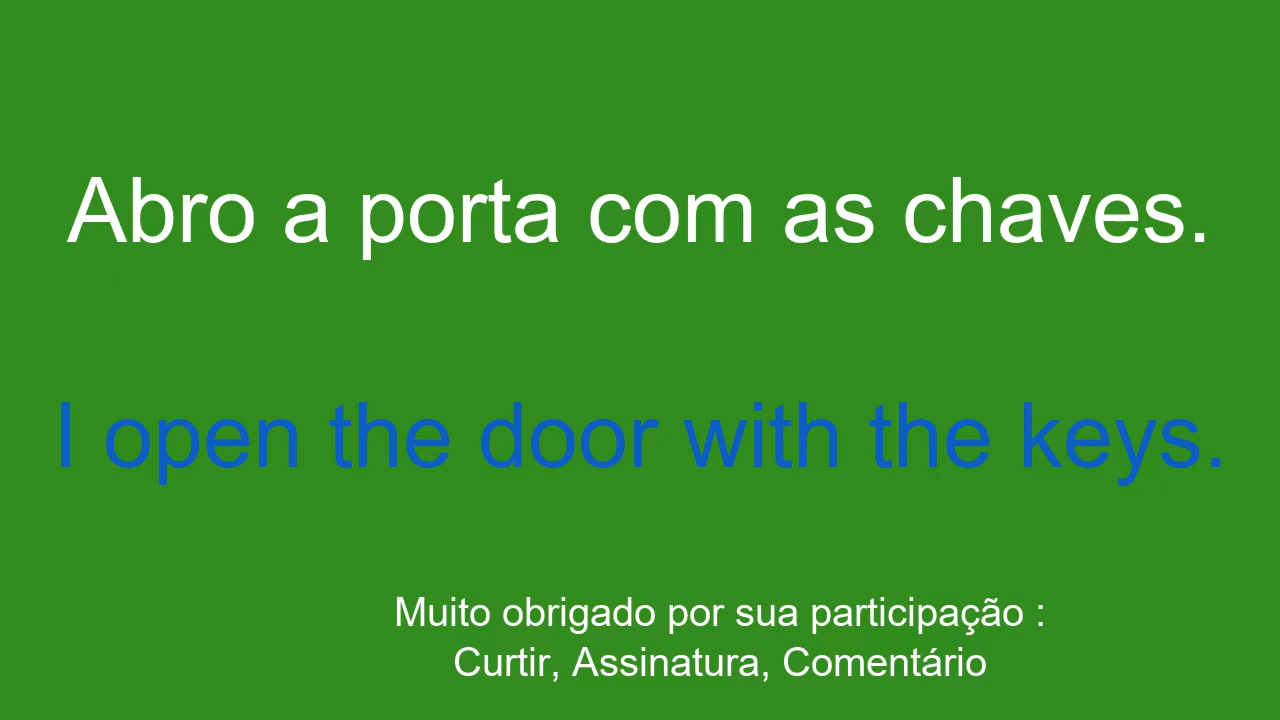 Abro a porta com as chaves.
I open the door with the keys.
Muito obrigado por sua participação :
Curtir, Assinatura, Comentário